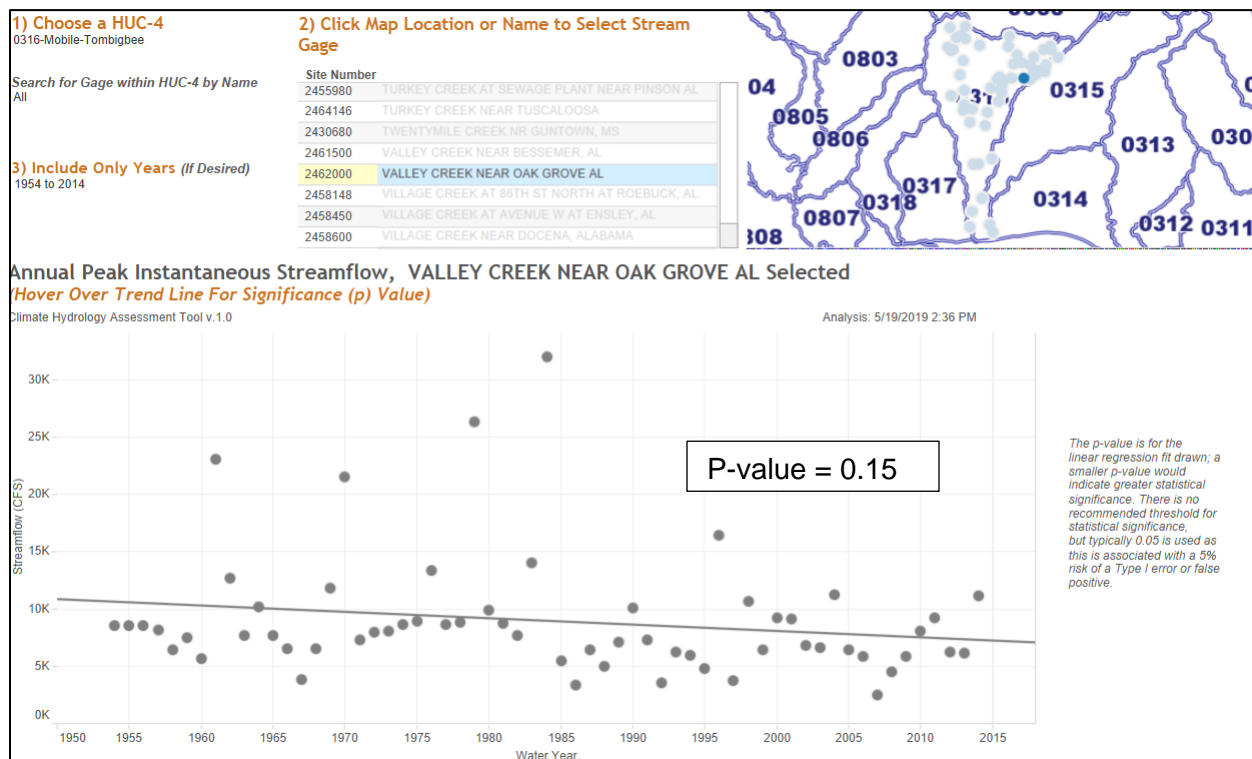 1) Choose a HUC-4
0316-Mobile-Tombigbee
Search for Gage within HUC-4 by Name
All
3) Include Only Years (If Desired)
1954 to 2014
2) Click Map Location or Name to Select Stream
Gage
Site Number
2455980 TURKEY CREEK AT SEWAGE PLANT NEAR PINSON AL
2464146 TURKEY CREEK NEAR TUSCALOOSA
2430680 TWENTYMILE CREEK NR GUNTOWN, MS
2461500 VALLEY CREEK NEAR BESSEMER, AL
2462000 VALLEY CREEK NEAR OAK GROVE AL
2458148 VILLAGE CREEK AT 86TH ST NORTH AT ROEBUCK, AL.
2458450 VILLAGE CREEK AT AVENUE W AT ENSLEY, AL
2458600 VILLAGE CREEK NEAR DOCENA, ALABAMA
0803
04
0315
0805
0806
0313
030
0317
0318
0314
0807
0312
0311
808
Annual Peak Instantaneous Streamflow, VALLEY CREEK NEAR OAK GROVE AL Selected
(Hover Over Trend Line For Significance (p) Value)
Climate Hydrology Assessment Tool v.1.0
Analysis: 5/19/2019 2:36 PM
30K
25K
20K
15K
10K
5K
0K
Streamflow (CFS)
P-value = 0.15
The p-value is for the
linear regression fit drawn; a
smaller p-value would
indicate greater statistical
significance. There is no
recommended threshold for
statistical significance,
but typically 0.05 is used as
this is associated with a 5%
risk of a Type I error or false
positive.
1950 1955 1960 1965 1970 1975 1980 1985 1990 1995 2000 2005 2010 2015
Water Year